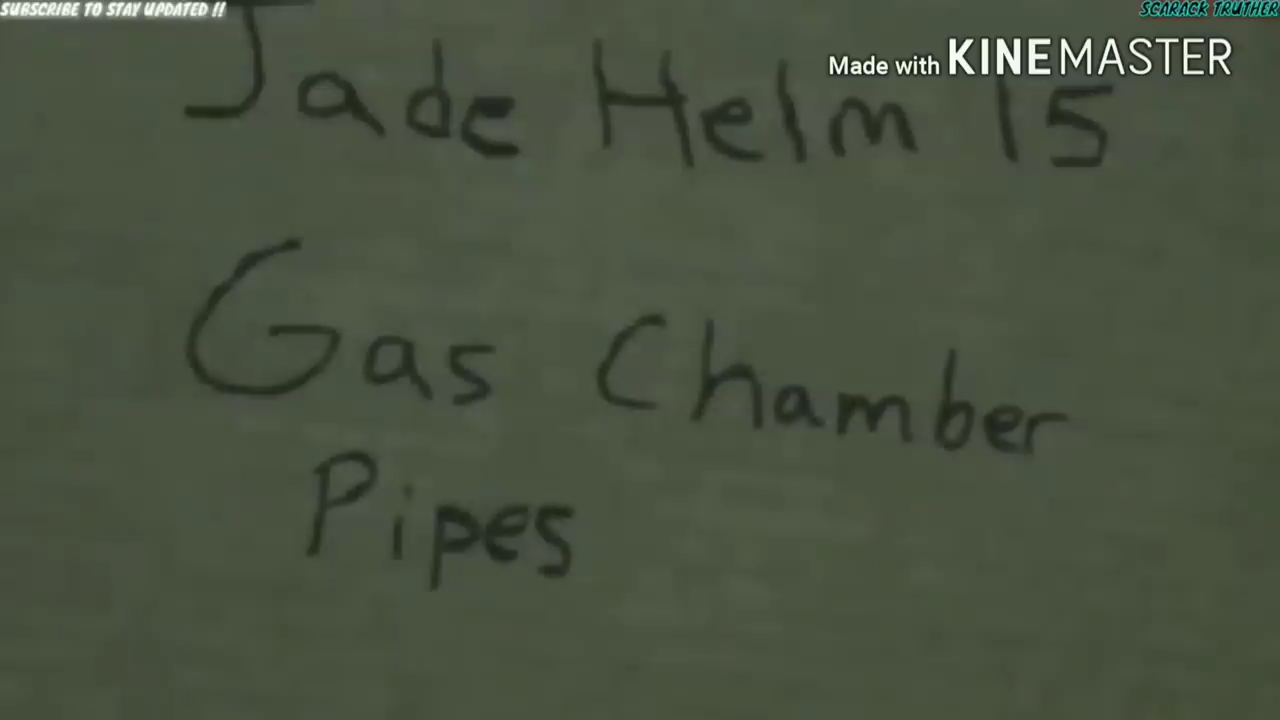 SUBSCRIBE TO STAY UPDATED !!
SCARACK TRUTHER
Made with KINEMASTER
Jade Helm 15
Gas Chamber
Pipes